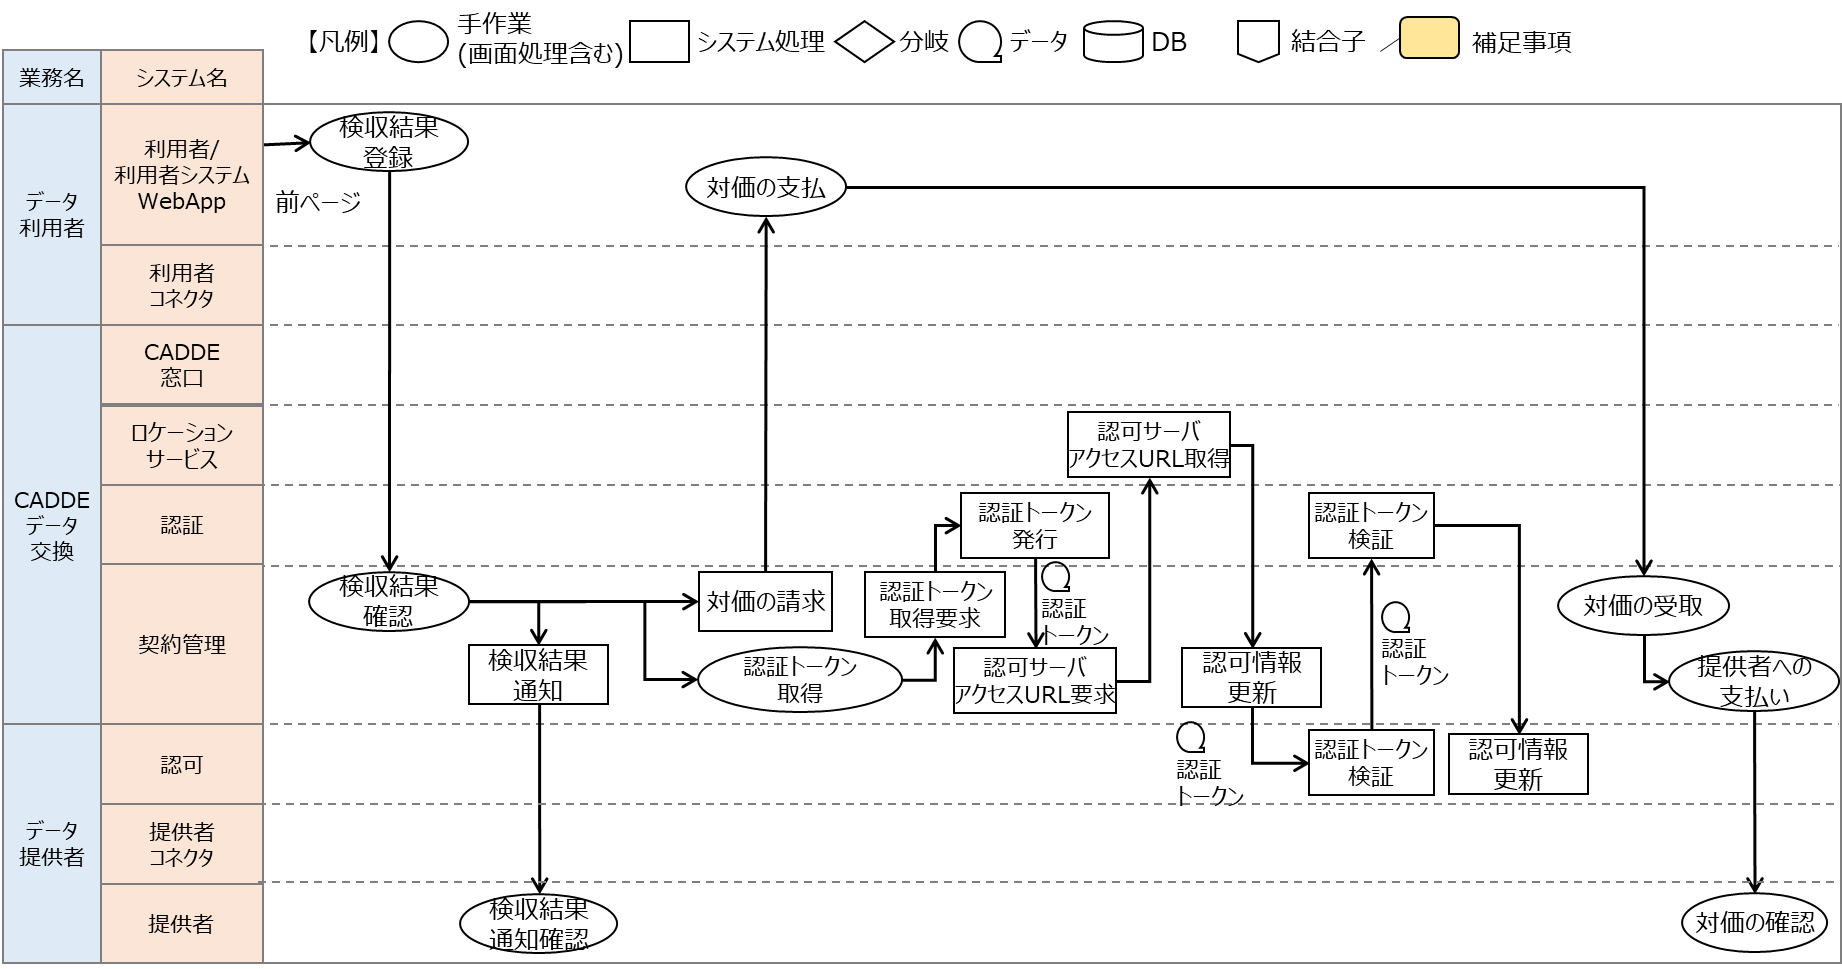 【凡例】
手作業
(画面処理含む)
システム処理
分岐
データ
DB
結合子
補足事項
業務名
システム名
データ
利用者
利用者/
利用者システム
WebApp
検収結果
登録
前ページ
対価の支払
利用者
コネクタ
CADDE
データ
交換
CADDE
窓口
ロケーション
サービス
認可サーバ
アクセスURL取得
認証
認証トークン
発行
認証トークン
検証
契約管理
検収結果
確認
検収結果
通知
対価の請求
認証トークン
取得
認証トークン
取得要求
認証
トークン
認可サーバ
アクセスURL要求
認可情報
更新
認証
トークン
対価の受取
提供者への
支払い
データ
提供者
認可
認証
トークン
認証トークン
検証
認可情報
更新
提供者
コネクタ
提供者
検収結果
通知確認
対価の確認